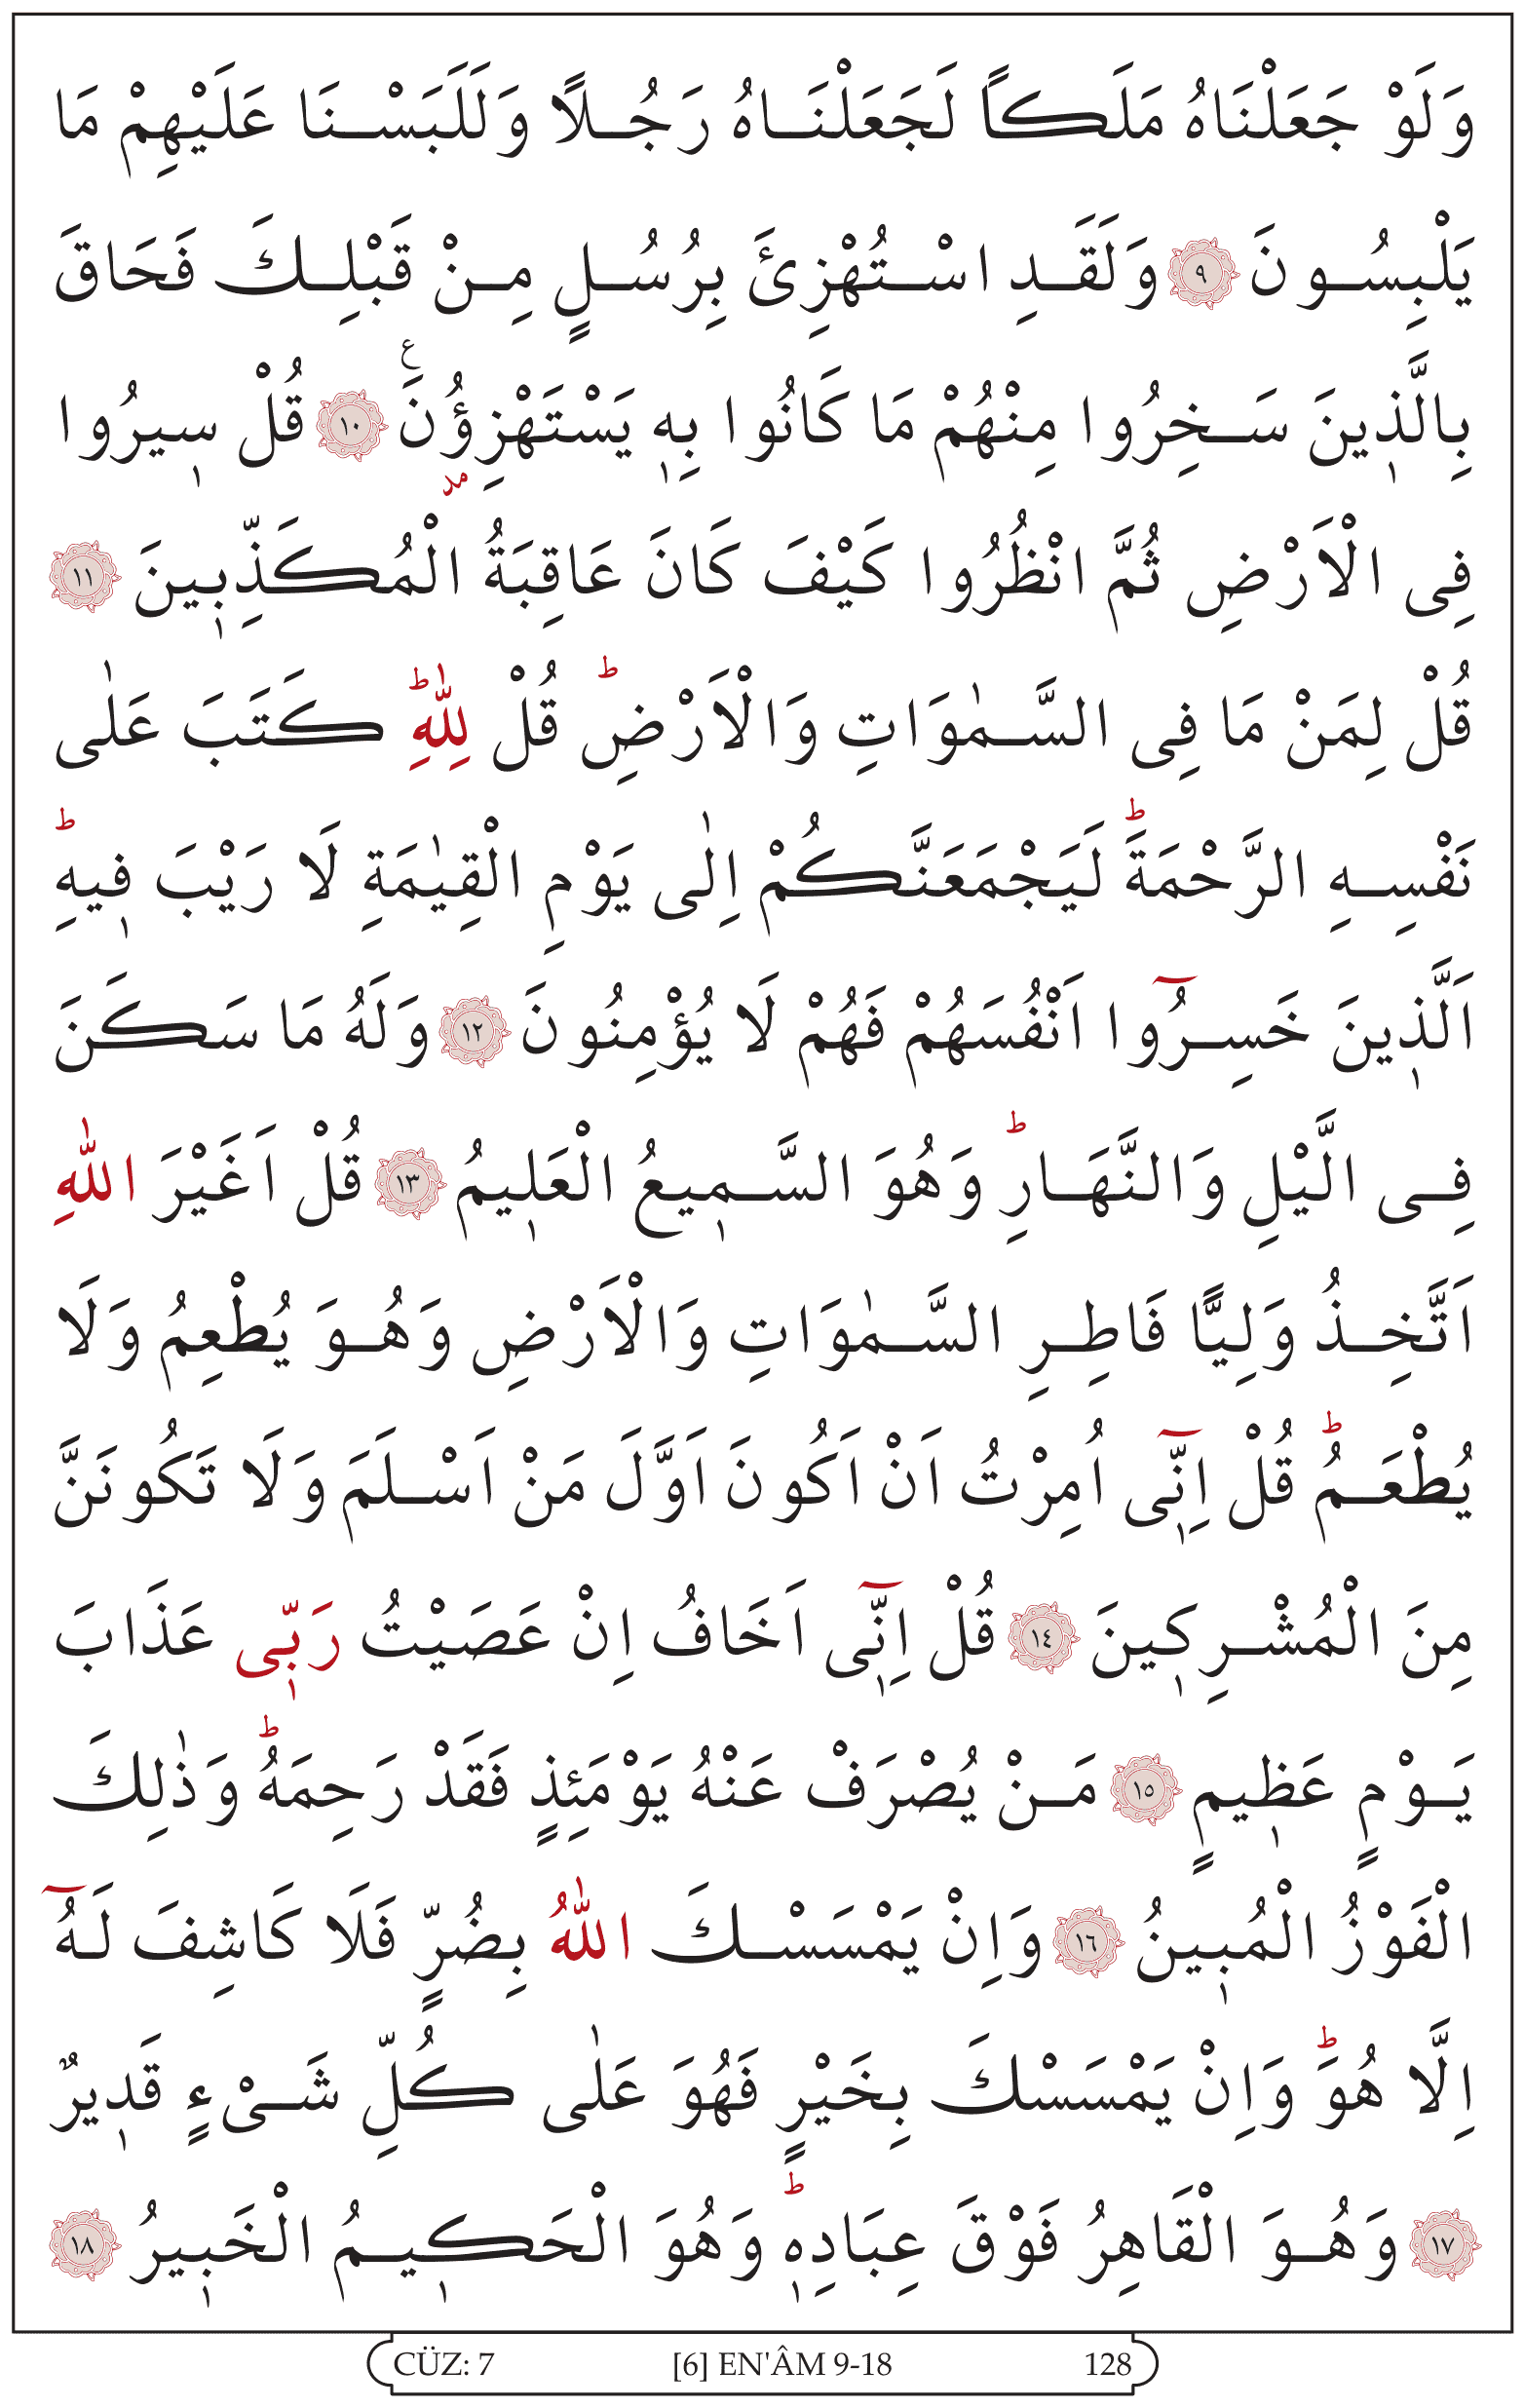 وَلَوْ جَعَلْنَاهُ مَلَكاً لَجَعَلْنَاهُ رَجُلاً وَلَلَبَسْنَا عَلَيْهِمْ مَا
يَلْبِسُونَ ﴿٩﴾ وَلَقَدِ اسْتُهْزِئَ بِرُسُلٍ مِنْ قَبْلِكَ فَحَاقَ
بِالَّذ۪ينَ سَخِرُوا مِنْهُمْ مَا كَانُوا بِه۪ يَسْتَهْزِؤُ۫نَ ع ﴿١٠﴾ قُلْ س۪يرُوا
فِى الْاَرْضِ ثُمَّ انْظُرُوا كَيْفَ كَانَ عَاقِبَةُ الْمُكَذِّب۪ينَ ﴿١١﴾
قُلْ لِمَنْ مَا فِى السَّمٰوَاتِ وَالْاَرْضِۜ قُلْ لِلّٰهِۜ كَتَبَ عَلٰى
نَفْسِهِ الرَّحْمَةَۜ لَيَجْمَعَنَّكُمْ اِلٰى يَوْمِ الْقِيٰمَةِ لَا رَيْبَ ف۪يهِۜ
اَلَّذ۪ينَ خَسِرُٓوا اَنْفُسَهُمْ فَهُمْ لَا يُؤْمِنُونَ ﴿١٢﴾ وَلَهُ مَا سَكَنَ
فِى الَّيْلِ وَالنَّهَارِۜ وَهُوَ السَّم۪يعُ الْعَل۪يمُ ﴿١٣﴾ قُلْ اَغَيْرَ اللّٰهِ
اَتَّخِذُ وَلِيًّا فَاطِرِ السَّمٰوَاتِ وَالْاَرْضِ وَهُوَ يُطْعِمُ وَلَا
يُطْعَمُۜ قُلْ اِنّ۪ٓى اُمِرْتُ اَنْ اَكُونَ اَوَّلَ مَنْ اَسْلَمَ وَلَا تَكُونَنَّ
مِنَ الْمُشْرِك۪ينَ ﴿١٤﴾ قُلْ اِنّ۪ٓى اَخَافُ اِنْ عَصَيْتُ رَبّ۪ى عَذَابَ
يَوْمٍ عَظ۪يمٍ ﴿١٥﴾ مَنْ يُصْرَفْ عَنْهُ يَوْمَئِذٍ فَقَدْ رَحِمَهُۜ وَذٰلِكَ
الْفَوْزُ الْمُب۪ينُ ﴿١٦﴾ وَاِنْ يَمْسَسْكَ اللّٰهُ بِضُرٍّ فَلَا كَاشِفَ لَهُٓ
اِلَّا هُوَۜ وَاِنْ يَمْسَسْكَ بِخَيْرٍ فَهُوَ عَلٰى كُلِّ شَىْءٍ قَد۪يرٌ
﴿١٧﴾ وَهُوَ الْقَاهِرُ فَوْقَ عِبَادِه۪ۜ وَهُوَ الْحَك۪يمُ الْخَب۪يرُ ﴿١٨﴾
CÜZ: 7 [6] EN'ÂM 9-18 128